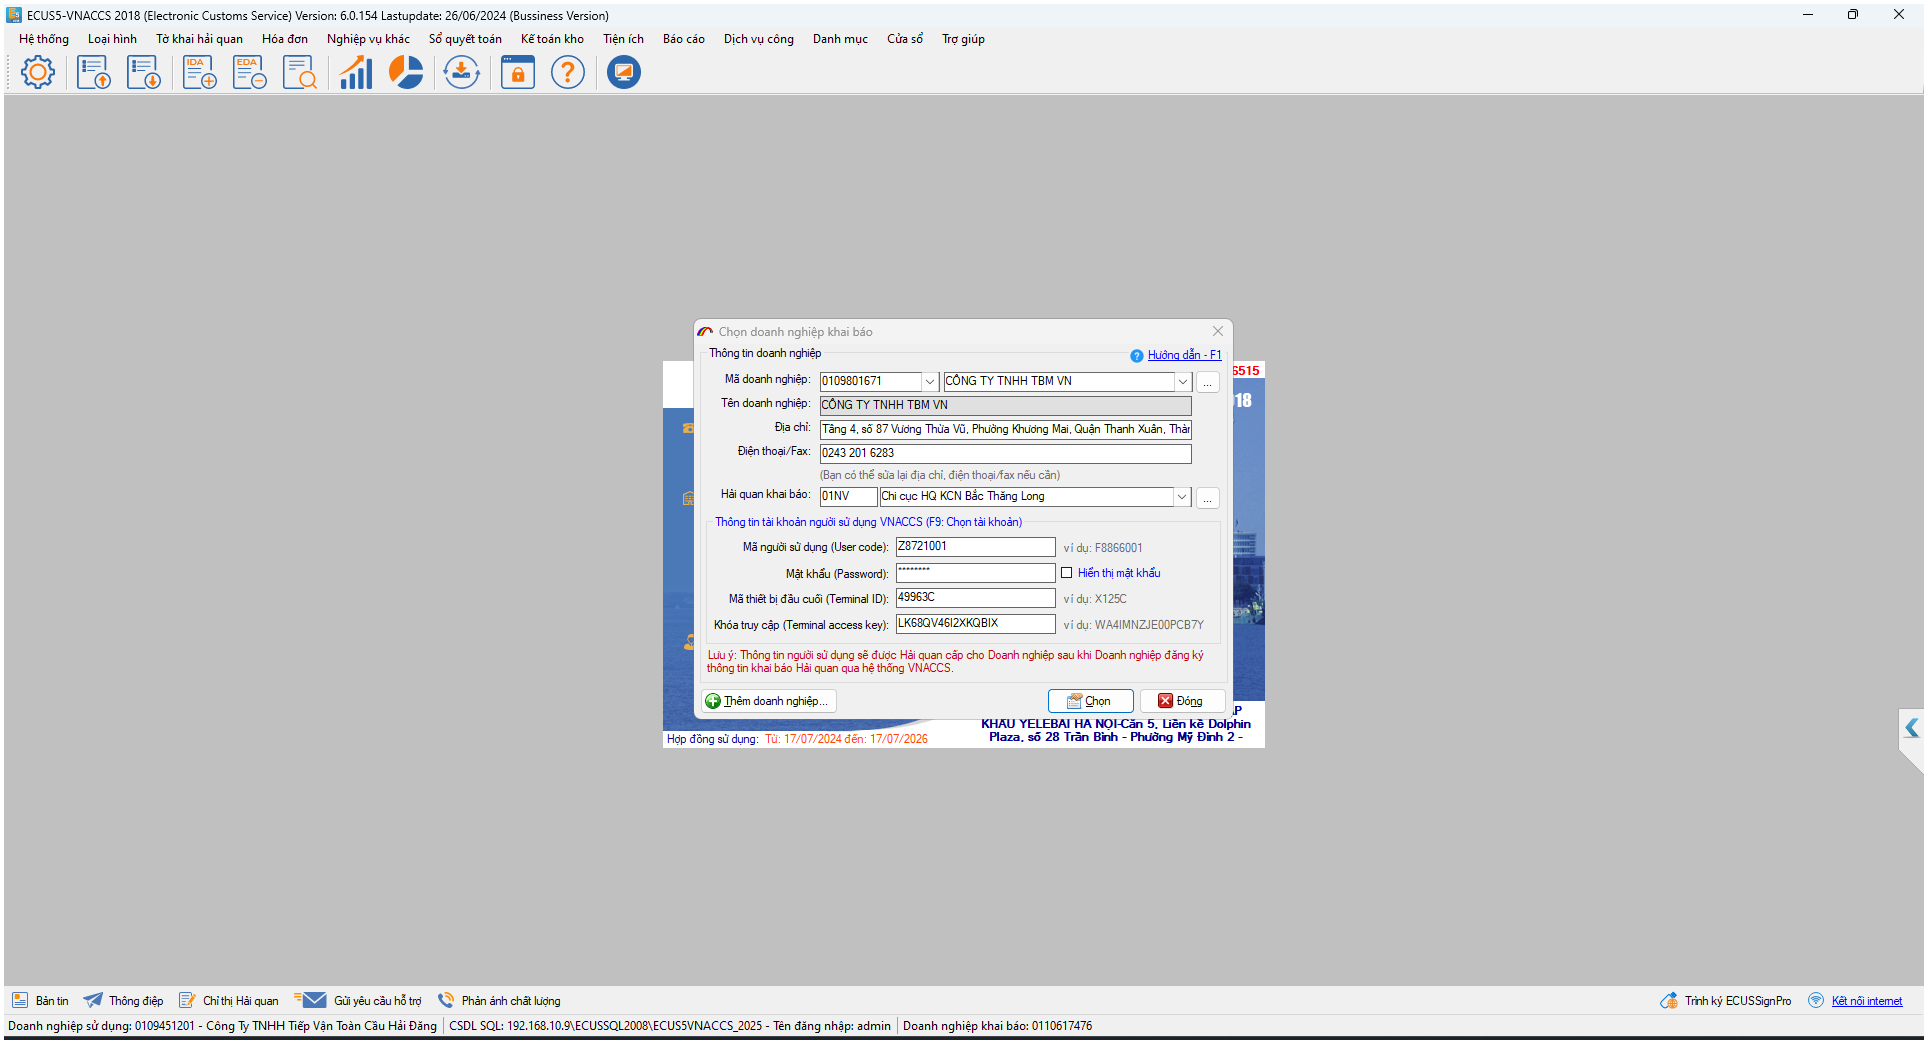 ECUS5-VNACCS 2018 (Electronic Customs Service) Version: 6.0.154 Lastupdate: 26/06/2024 (Bussiness Version)
Hệ thống Loại hình Tờ khai hải quan Hóa đơn Nghiệp vụ khác Sổ quyết toán Kế toán kho Tiện ích Báo cáo Dịch vụ công Danh mục Cửa sổ Trợ giúp
IDA EDA
Chọn doanh nghiệp khai báo
Thông tin doanh nghiệp
Hướng dẫn - F1
6515
Mã doanh nghiệp: 0109801671 CÔNG TY TNHH TBM VN ...
Tên doanh nghiệp: CÔNG TY TNHH TBM VN
18
Địa chỉ: Tầng 4, số 87 Vương Thừa Vũ, Phường Khương Mai, Quận Thanh Xuân, Thàn
Điện thoại/Fax: 0243 201 6283
(Bạn có thể sửa lại địa chỉ, điện thoại/fax nếu cần)
Hải quan khai báo: 01NV Chi cục HQ KCN Bắc Thăng Long ...
Thông tin tài khoản người sử dụng VNACCS (F9: Chọn tài khoản)
Mã người sử dụng (User code): Z8721001 ví dụ: F8866001
Mật khẩu (Password): ******** Hiển thị mật khẩu
Mã thiết bị đầu cuối (Terminal ID): 49963C ví dụ: X125C
Khóa truy cập (Terminal access key): LK68QV46I2XKQBIX ví dụ: WA4IMNZJE00PCB7Y
Lưu ý: Thông tin người sử dụng sẽ được Hải quan cấp cho Doanh nghiệp sau khi Doanh nghiệp đăng ký
thông tin khai báo Hải quan qua hệ thống VNACCS.
Thêm doanh nghiệp... Chọn Đóng
KHẨU YELEBAI HÀ NỘI-Căn 5, Liền kề Dolphin
Hợp đồng sử dụng: Từ: 17/07/2024 đến: 17/07/2026
Plaza, số 28 Trần Bình - Phường Mỹ Đình 2 -
Bản tin Thông điệp Chỉ thị Hải quan Gửi yêu cầu hỗ trợ Phản ánh chất lượng Trình ký ECUSSignPro Kết nối internet
Doanh nghiệp sử dụng: 0109451201 - Công Ty TNHH Tiếp Vận Toàn Cầu Hải Đăng CSDL SQL: 192.168.10.9\ECUSSQL2008\ECUS5VNACCS_2025 - Tên đăng nhập: admin Doanh nghiệp khai báo: 0110617476